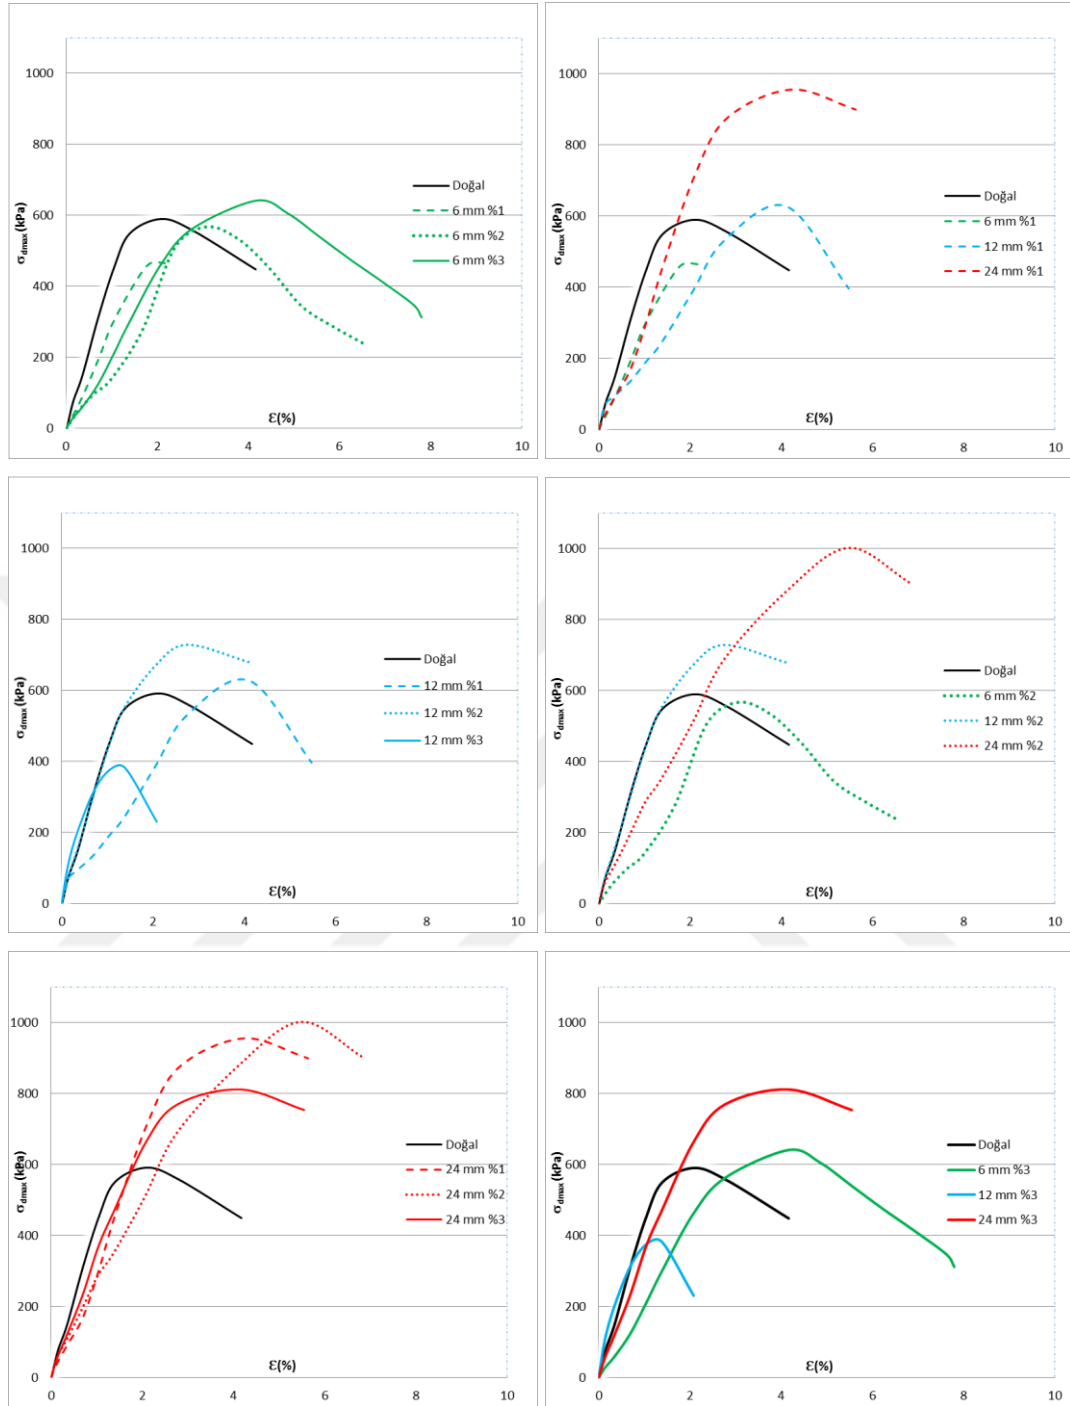 1000
800
600
400
200
0
σdmax (kPa)
Doğal
6 mm %1
6 mm %2
6 mm %3
ε(%)
0 2 4 6 8 10
1000
800
600
400
200
0
σdmax (kPa)
Doğal
6 mm %1
12 mm %1
24 mm %1
ε(%)
0 2 4 6 8 10
1000
800
600
400
200
0
σdmax (kPa)
Doğal
12 mm %1
12 mm %2
12 mm %3
ε(%)
0 2 4 6 8 10
1000
800
600
400
200
0
σdmax (kPa)
Doğal
6 mm %2
12 mm %2
24 mm %2
ε(%)
0 2 4 6 8 10
1000
800
600
400
200
0
σdmax (kPa)
Doğal
24 mm %1
24 mm %2
24 mm %3
ε(%)
0 2 4 6 8 10
1000
800
600
400
200
0
σdmax (kPa)
Doğal
6 mm %3
12 mm %3
24 mm %3
ε(%)
0 2 4 6 8 10